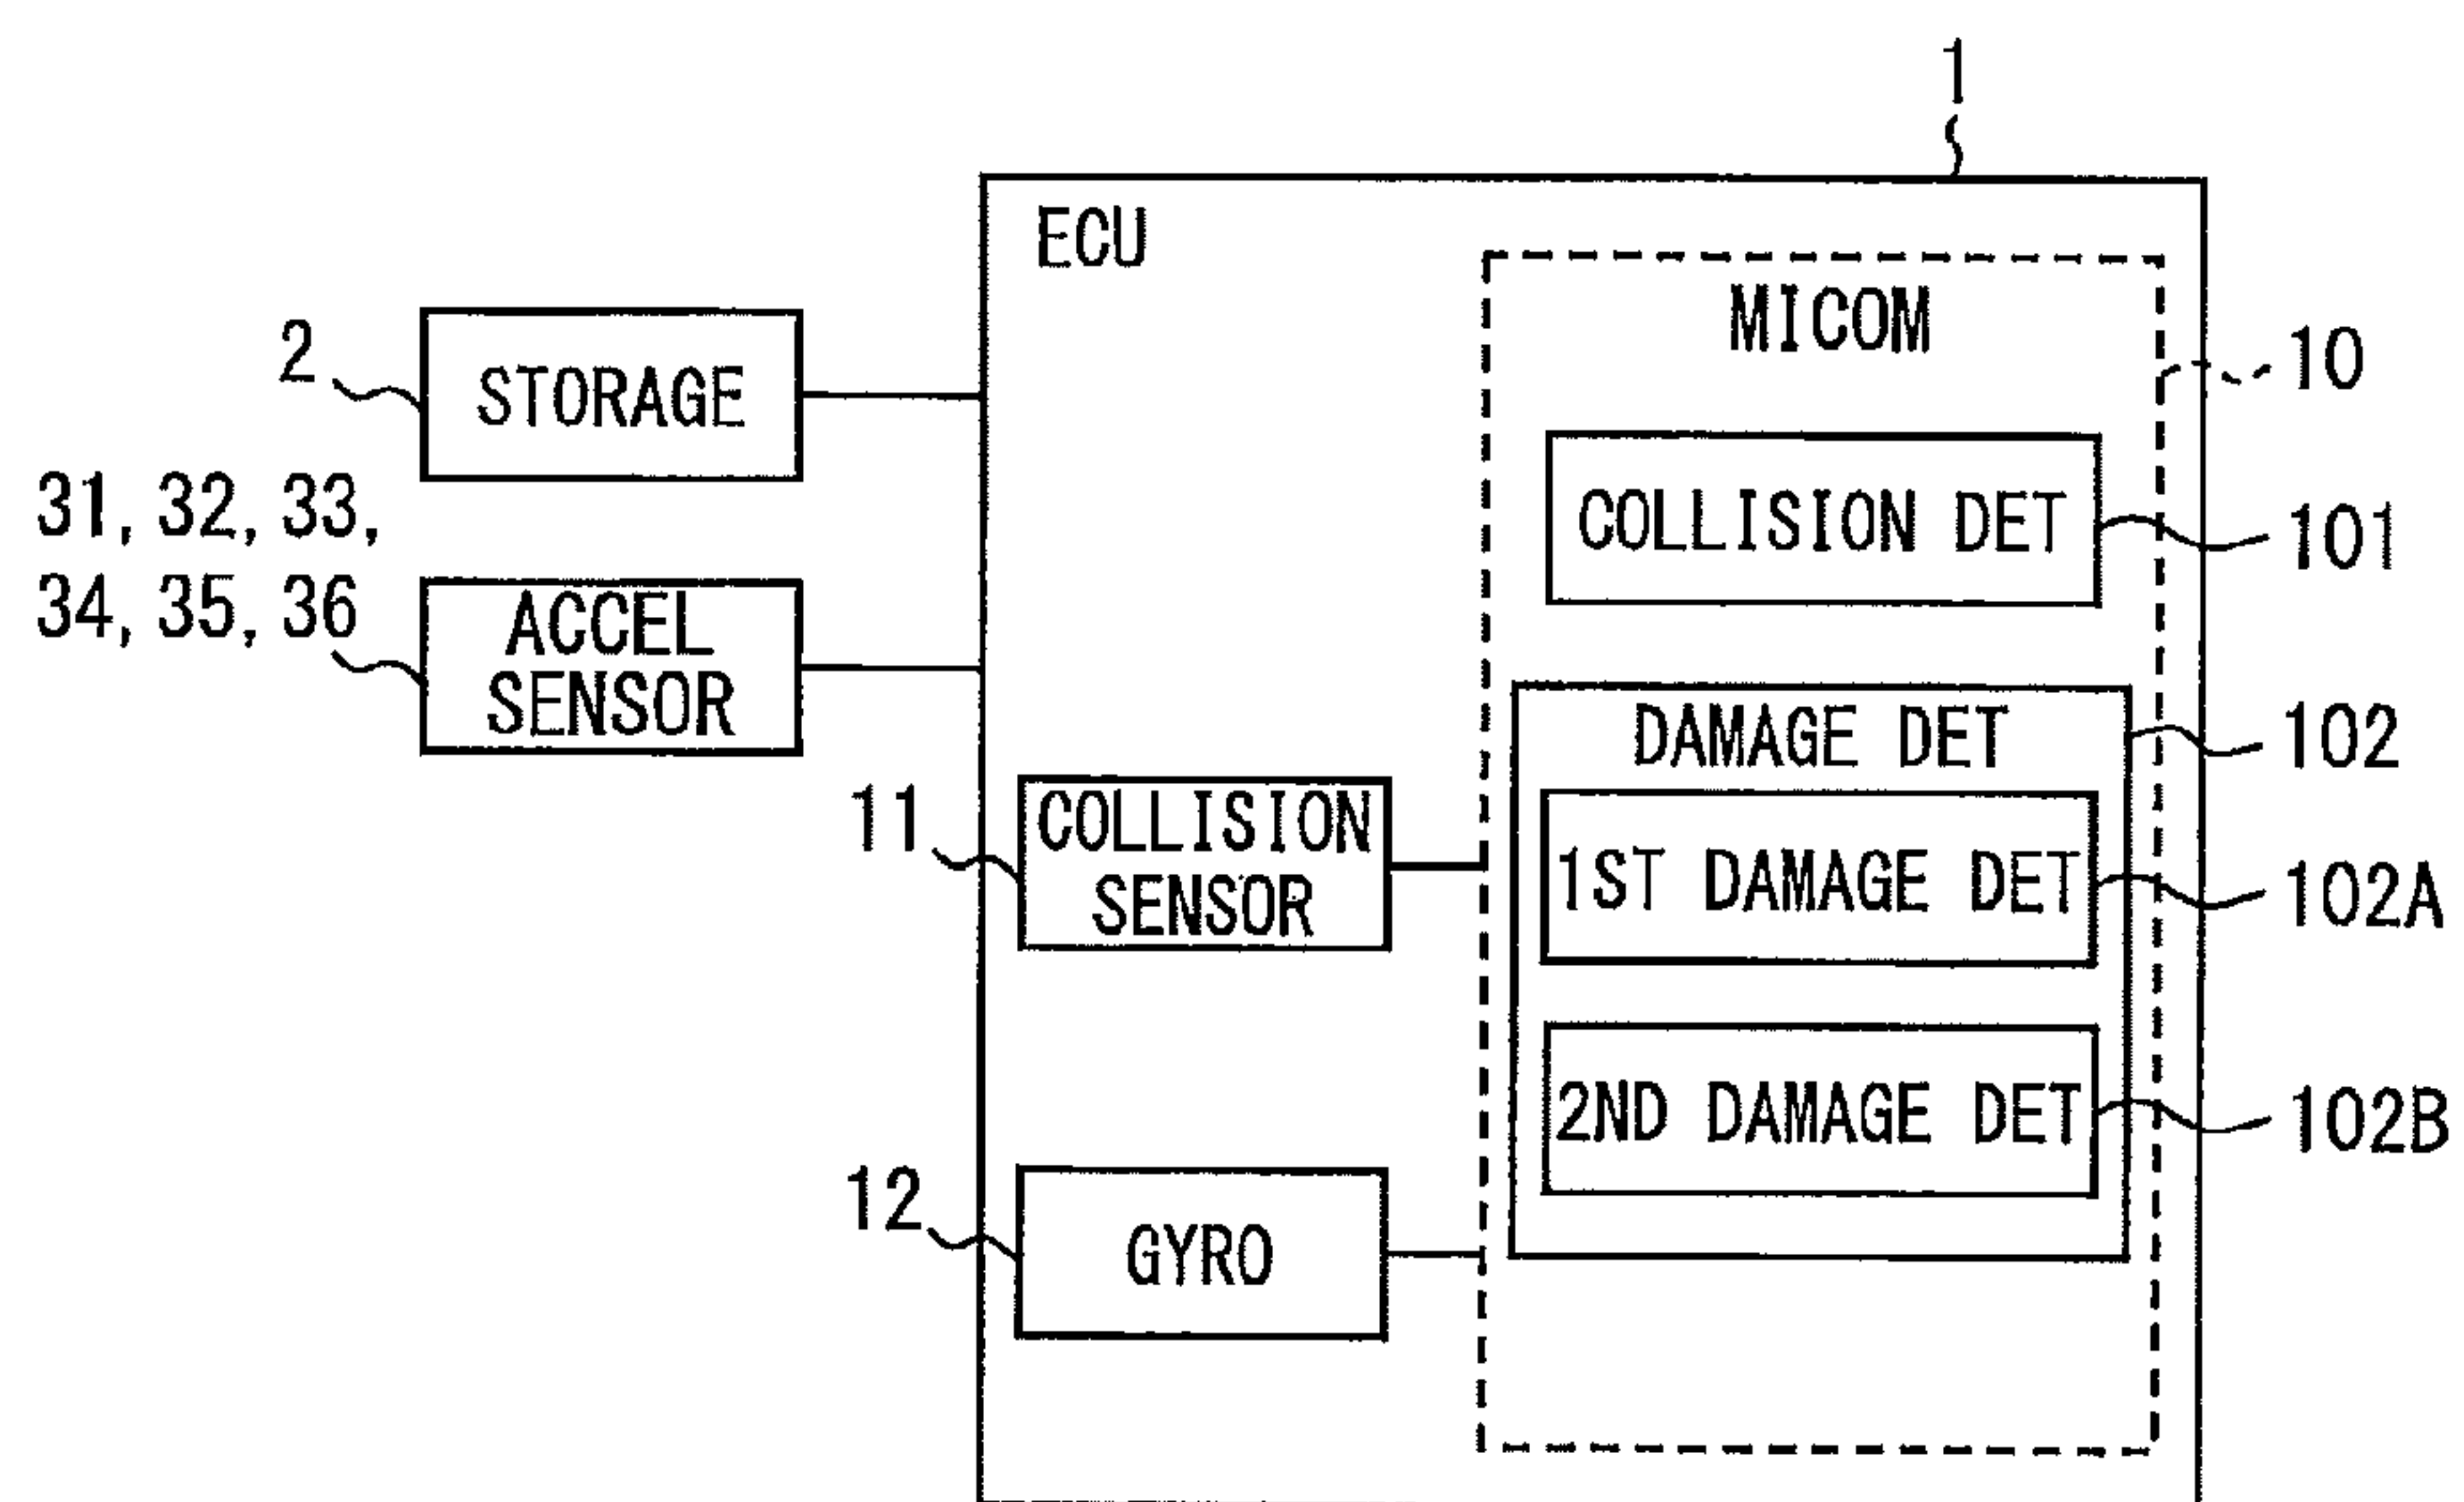 1
ECU
MICOM
2
STORAGE
10
31, 32, 33,
34, 35, 36
COLLISION DET
101
ACCEL
SENSOR
DAMAGE DET
102
11
COLLISION
SENSOR
1ST DAMAGE DET
102A
2ND DAMAGE DET
102B
12
GYRO